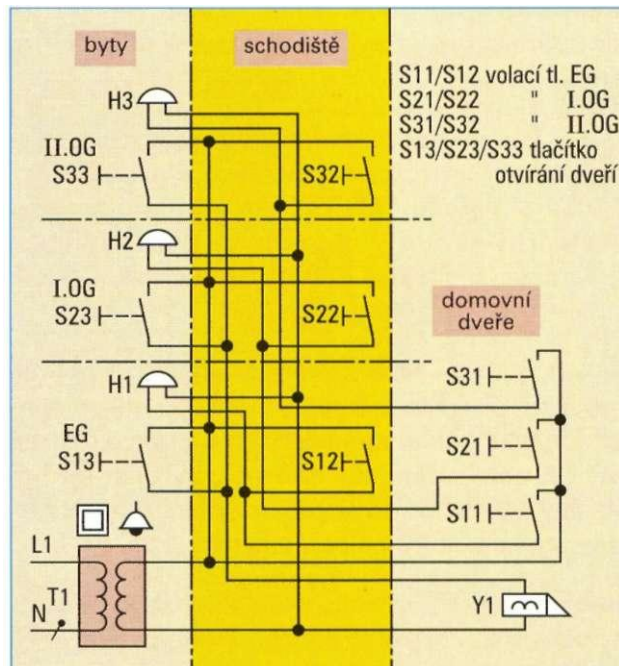 byty
schodiště
S11/S12 volací tl. EG
S21/S22 " I.OG
S31/S32 " II.OG
S13/S23/S33 tlačítko
otvírání dveří
H3
II.OG
S33
S32
H2
I.OG
S23
S22
domovní
dveře
H1
S31
EG
S13
S12
S21
S11
L1
T1
N
Y1